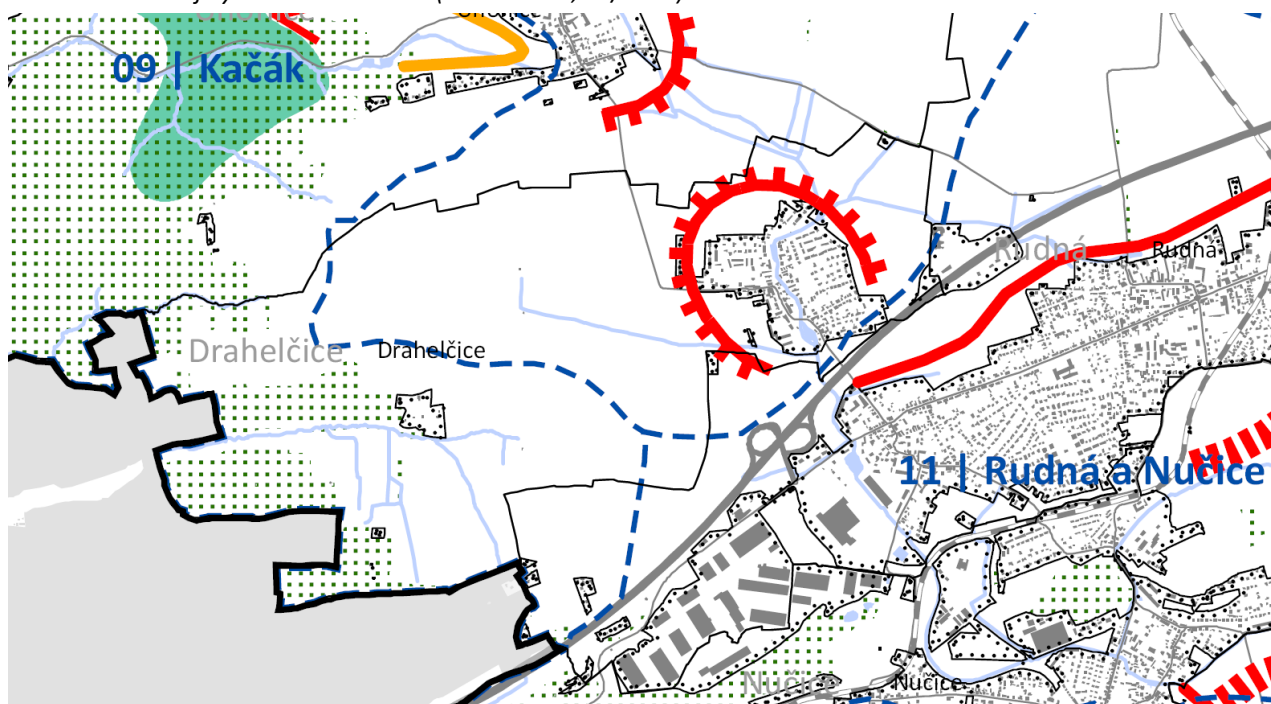 09 | Kačák
Rudná
Rudná
Drahelčice
Drahelčice
11 | Rudná a Nučice
Nučice
Nučice